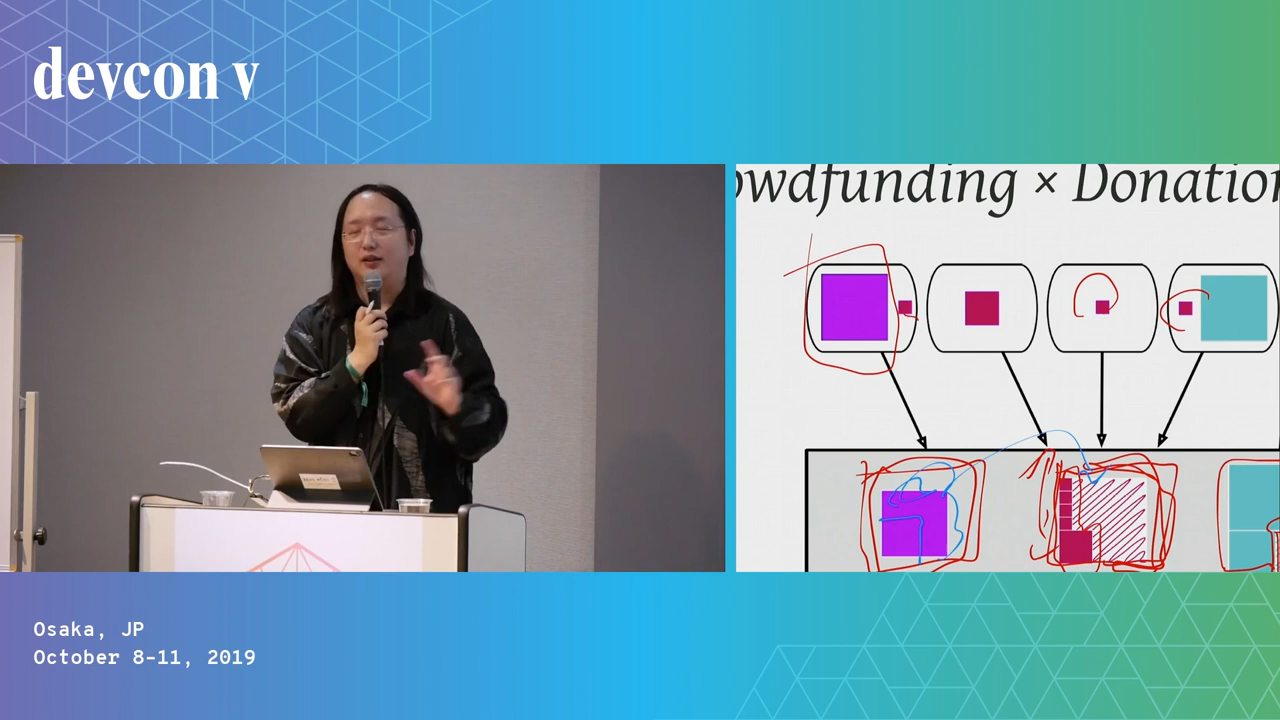 devcon v
owdfunding × Donation
Osaka, JP
October 8-11, 2019